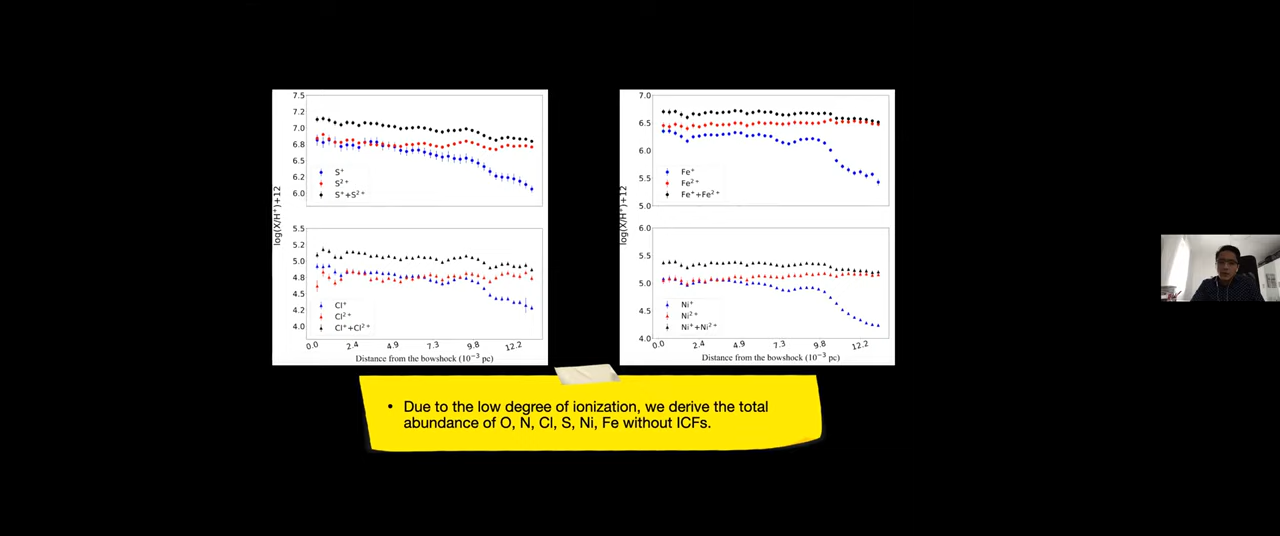 7.5
7.2
7.0
6.8
6.5
6.2
6.0
S⁺
S²⁺
S⁺+S²⁺
log(X/H⁺)+12
5.5
5.2
5.0
4.8
4.5
4.2
4.0
Cl⁺
Cl²⁺
Cl⁺+Cl²⁺
0.0 2.4 4.9 7.3 9.8 12.2
Distance from the bowshock (10⁻³ pc)
7.0
6.5
6.0
5.5
5.0
Fe⁺
Fe²⁺
Fe⁺+Fe²⁺
log(X/H⁺)+12
6.0
5.5
5.0
4.5
4.0
Ni⁺
Ni²⁺
Ni⁺+Ni²⁺
0.0 2.4 4.9 7.3 9.8 12.2
Distance from the bowshock (10⁻³ pc)
• Due to the low degree of ionization, we derive the total
abundance of O, N, Cl, S, Ni, Fe without ICFs.